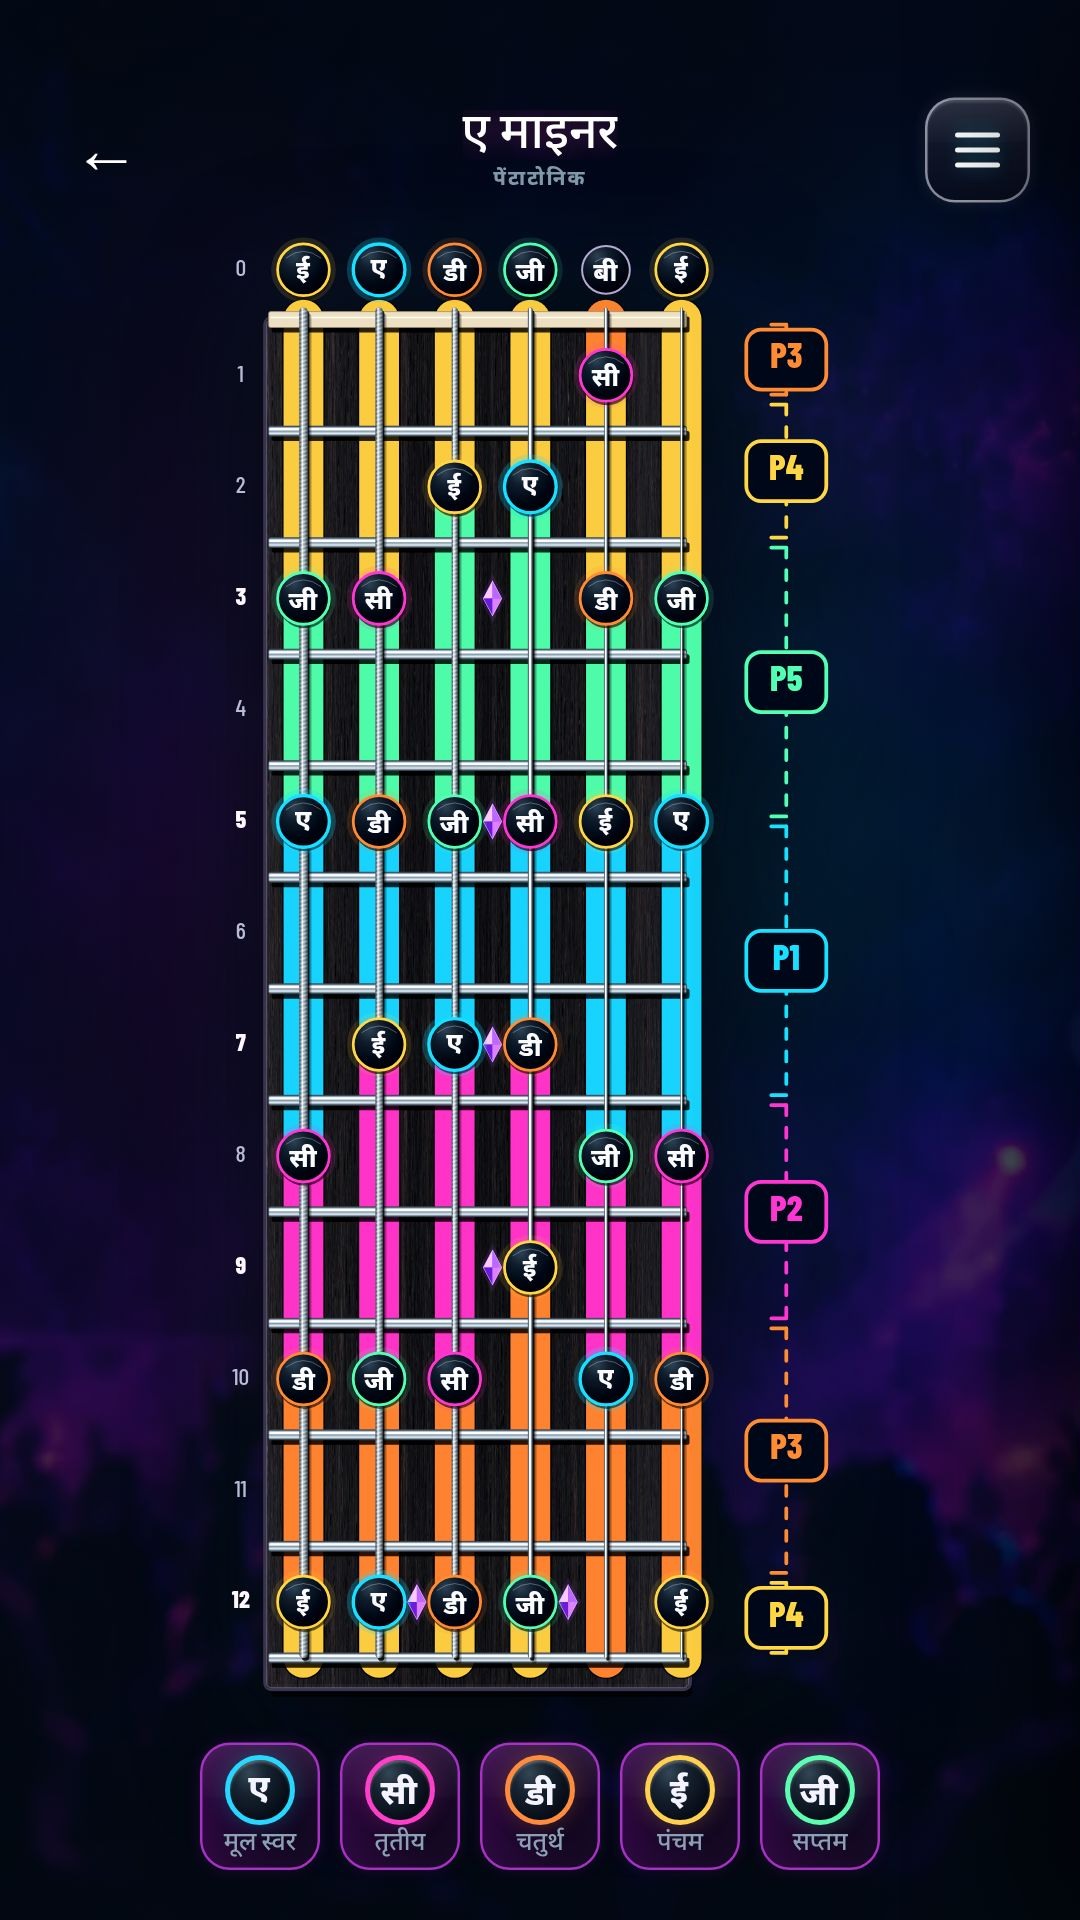 ए माइनर
पेंटाटोनिक
0 ई ए डी जी बी ई
P3
1 सी
P4
2 ई ए
3 जी सी डी जी
P5
4
5 ए डी जी सी ई ए
6
P1
7 ई ए डी
8 सी जी सी
P2
9 ई
10 डी जी सी ए डी
P3
11
12 ई ए डी जी ई
P4
ए सी डी ई जी
मूल स्वर तृतीय चतुर्थ पंचम सप्तम